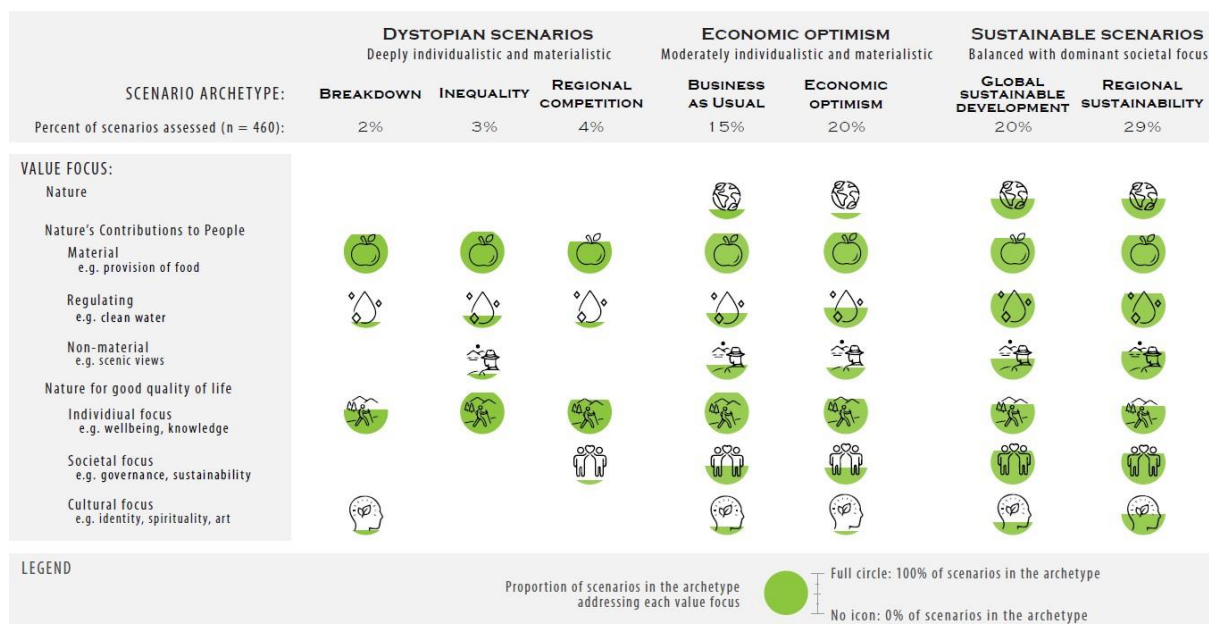 DYSTOPIAN SCENARIOS
Deeply individualistic and materialistic
ECONOMIC OPTIMISM
Moderately individualistic and materialistic
SUSTAINABLE SCENARIOS
Balanced with dominant societal focus
SCENARIO ARCHETYPE:
BREAKDOWN
INEQUALITY
REGIONAL
COMPETITION
BUSINESS
AS USUAL
ECONOMIC
OPTIMISM
GLOBAL
SUSTAINABLE
DEVELOPMENT
REGIONAL
SUSTAINABILITY
Percent of scenarios assessed (n = 460):
2%
3%
4%
15%
20%
20%
29%
VALUE FOCUS:
Nature
Nature's Contributions to People
Material
e.g. provision of food
Regulating
e.g. clean water
Non-material
e.g. scenic views
Nature for good quality of life
Individiual focus
e.g. wellbeing, knowledge
Societal focus
e.g. governance, sustainability
Cultural focus
e.g. identity, spirituality, art
LEGEND
Proportion of scenarios in the archetype
addressing each value focus
Full circle: 100% of scenarios in the archetype
No icon: 0% of scenarios in the archetype